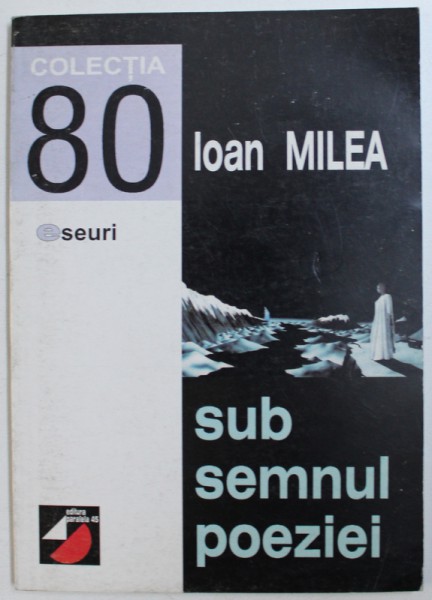 COLECȚIA
80
Ioan MILEA
eseuri
sub
semnul
poeziei
editura
paralela 45